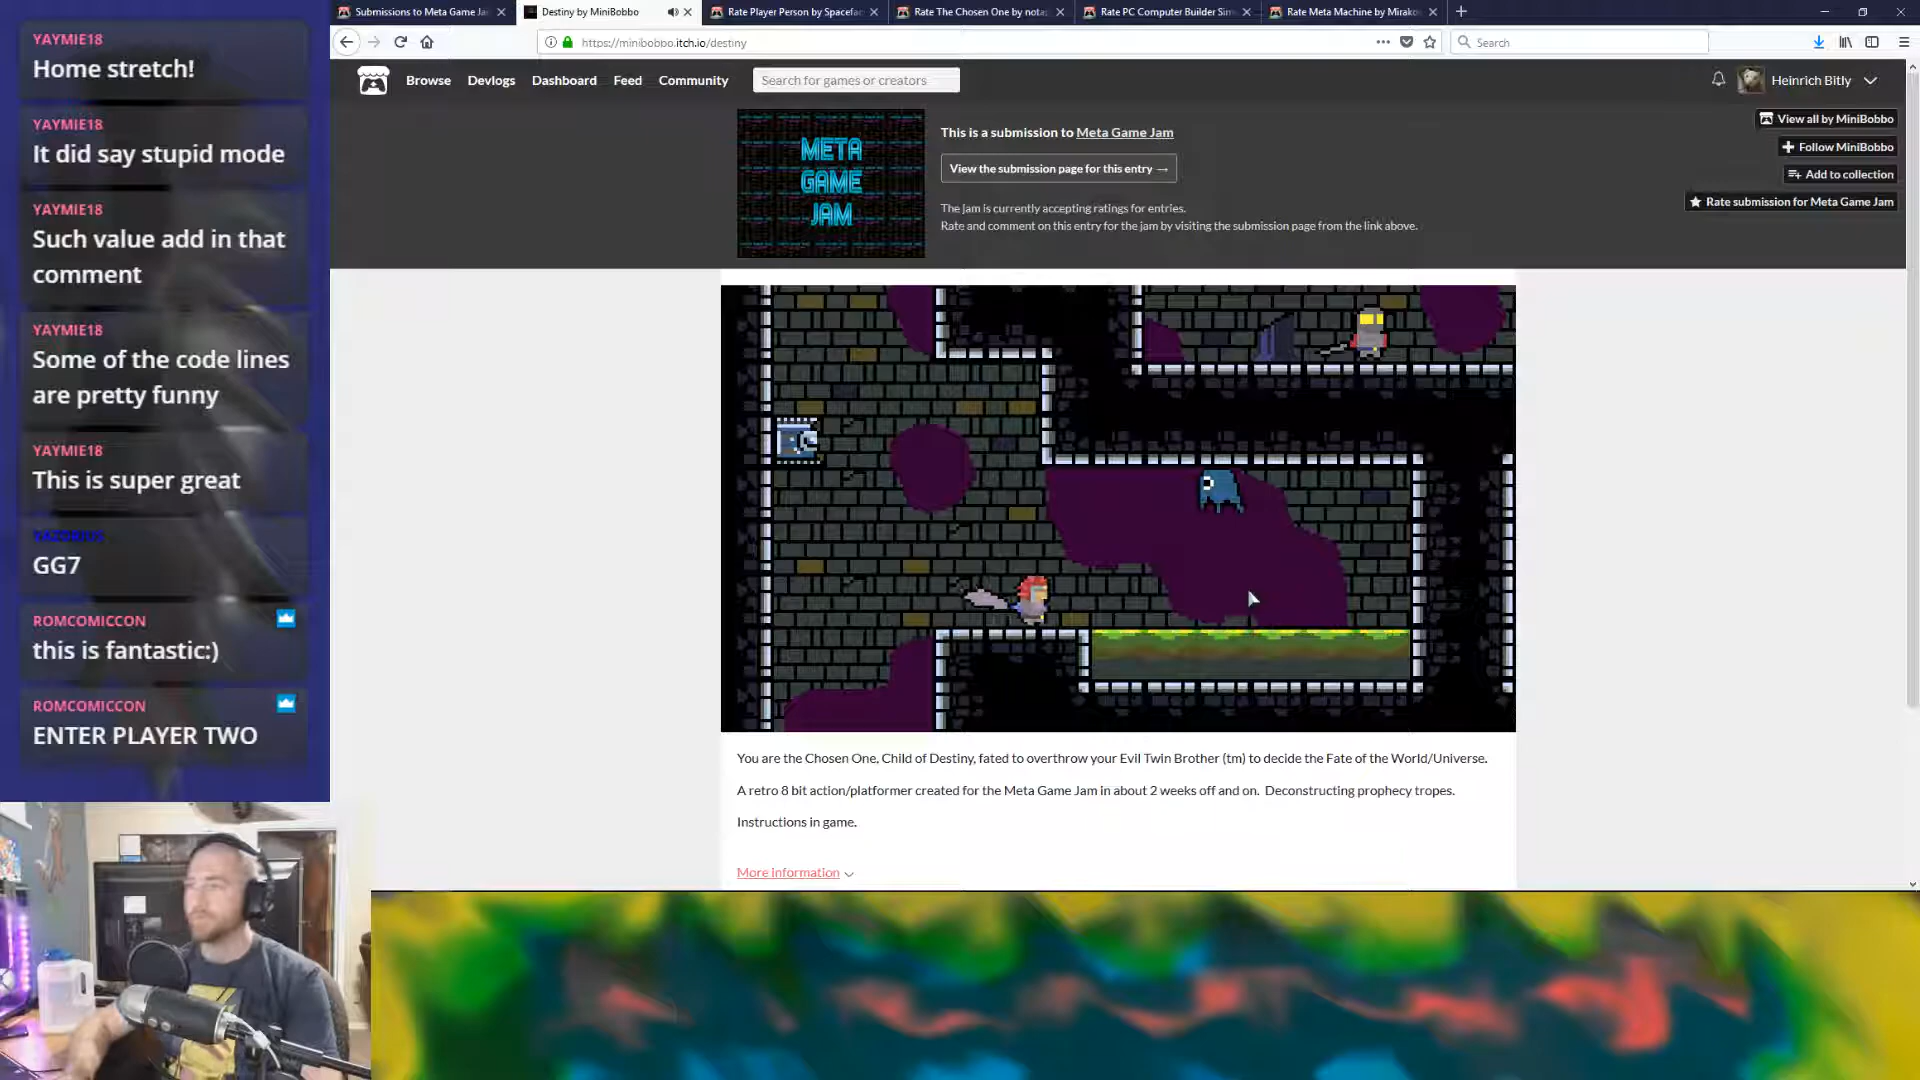 YAYMIE18
Home stretch!
YAYMIE18
It did say stupid mode
YAYMIE18
Such value add in that
comment
YAYMIE18
Some of the code lines
are pretty funny
YAYMIE18
This is super great
GG7
ROMCOMICCON
this is fantastic:)
ROMCOMICCON
ENTER PLAYER TWO
Submissions to Meta Game Ja
Destiny by MiniBobbo
Rate Player Person by Spacefa
Rate The Chosen One by nota
Rate PC Computer Builder Sim
Rate Meta Machine by Mirako
https://minibobbo.itch.io/destiny
Search
Browse
Devlogs
Dashboard
Feed
Community
Search for games or creators
Heinrich Bitly
META
GAME
JAM
This is a submission to Meta Game Jam
View the submission page for this entry →
The jam is currently accepting ratings for entries.
Rate and comment on this entry for the jam by visiting the submission page from the link above.
View all by MiniBobbo
Follow MiniBobbo
Add to collection
Rate submission for Meta Game Jam
You are the Chosen One, Child of Destiny, fated to overthrow your Evil Twin Brother (tm) to decide the Fate of the World/Universe.
A retro 8 bit action/platformer created for the Meta Game Jam in about 2 weeks off and on. Deconstructing prophecy tropes.
Instructions in game.
More information